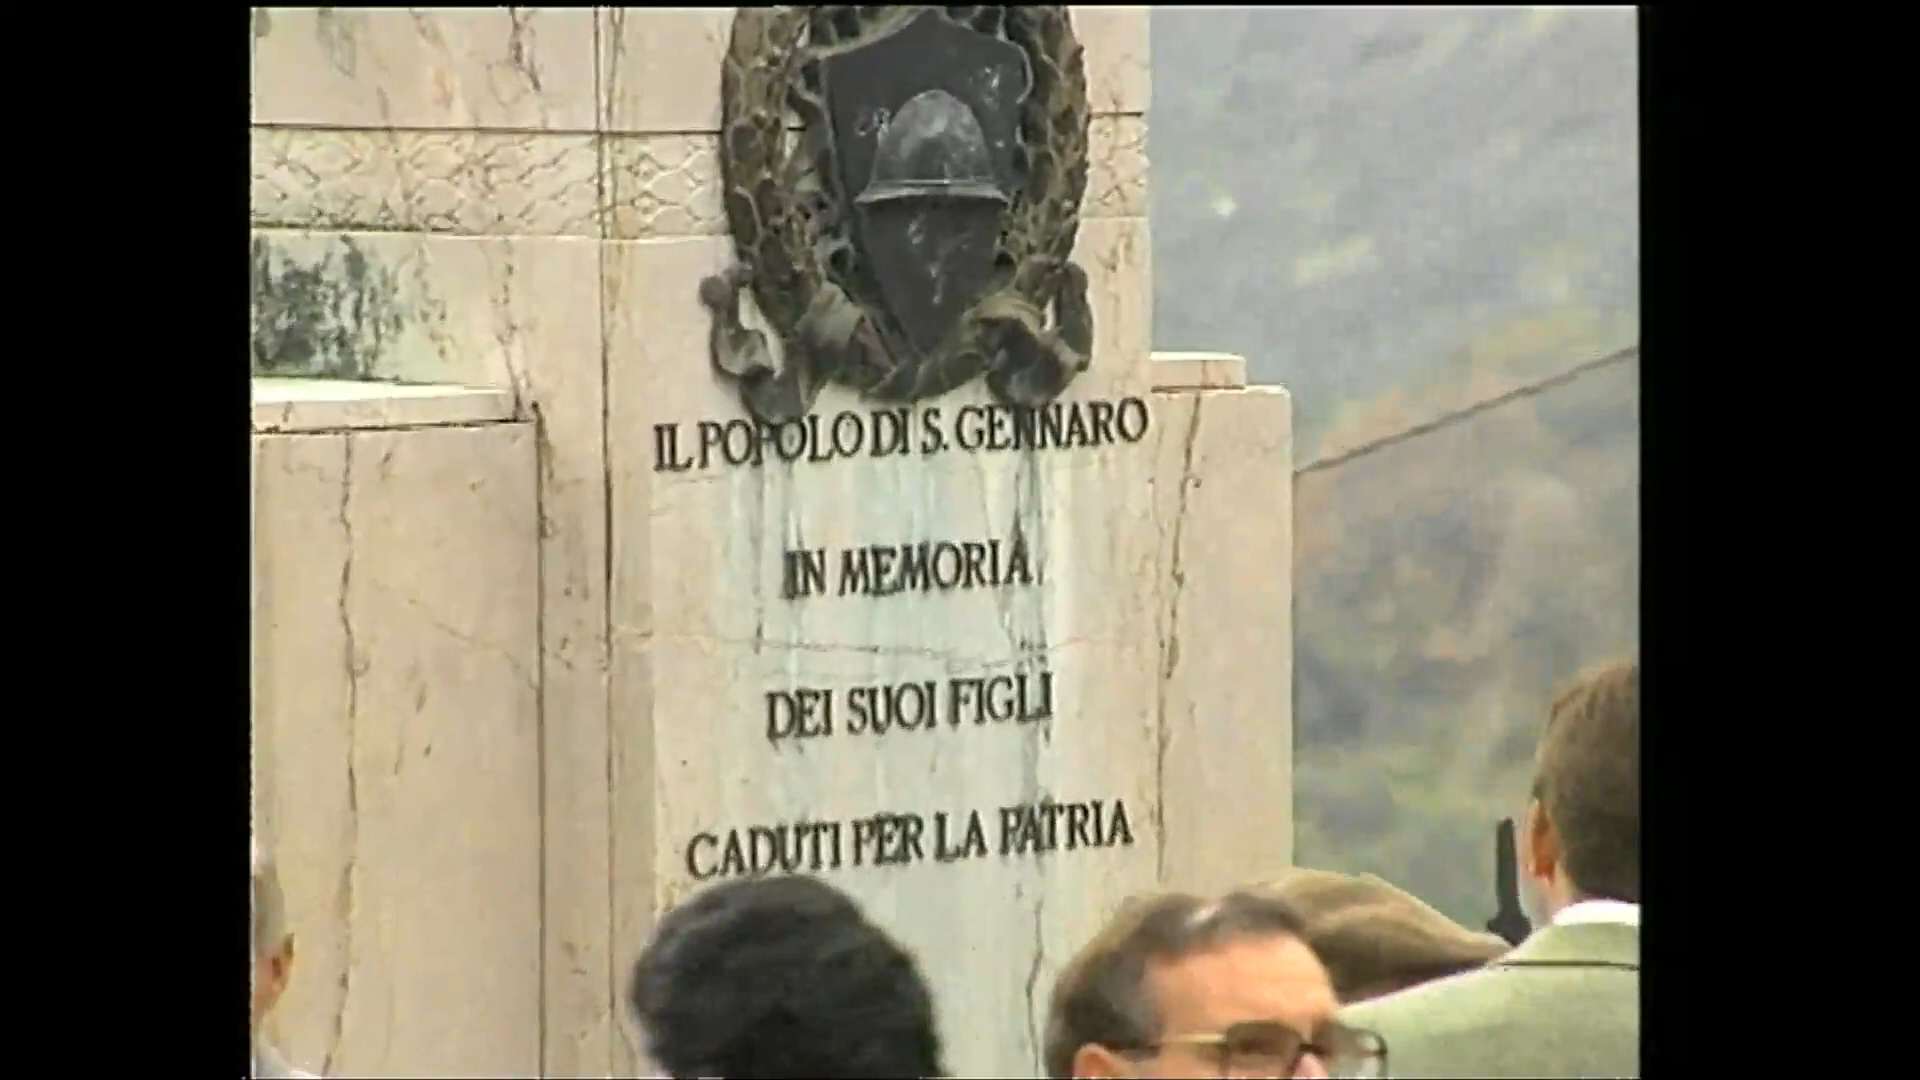 IL POPOLO DI S. GENNARO
IN MEMORIA
DEI SUOI FIGLI
CADUTI PER LA PATRIA